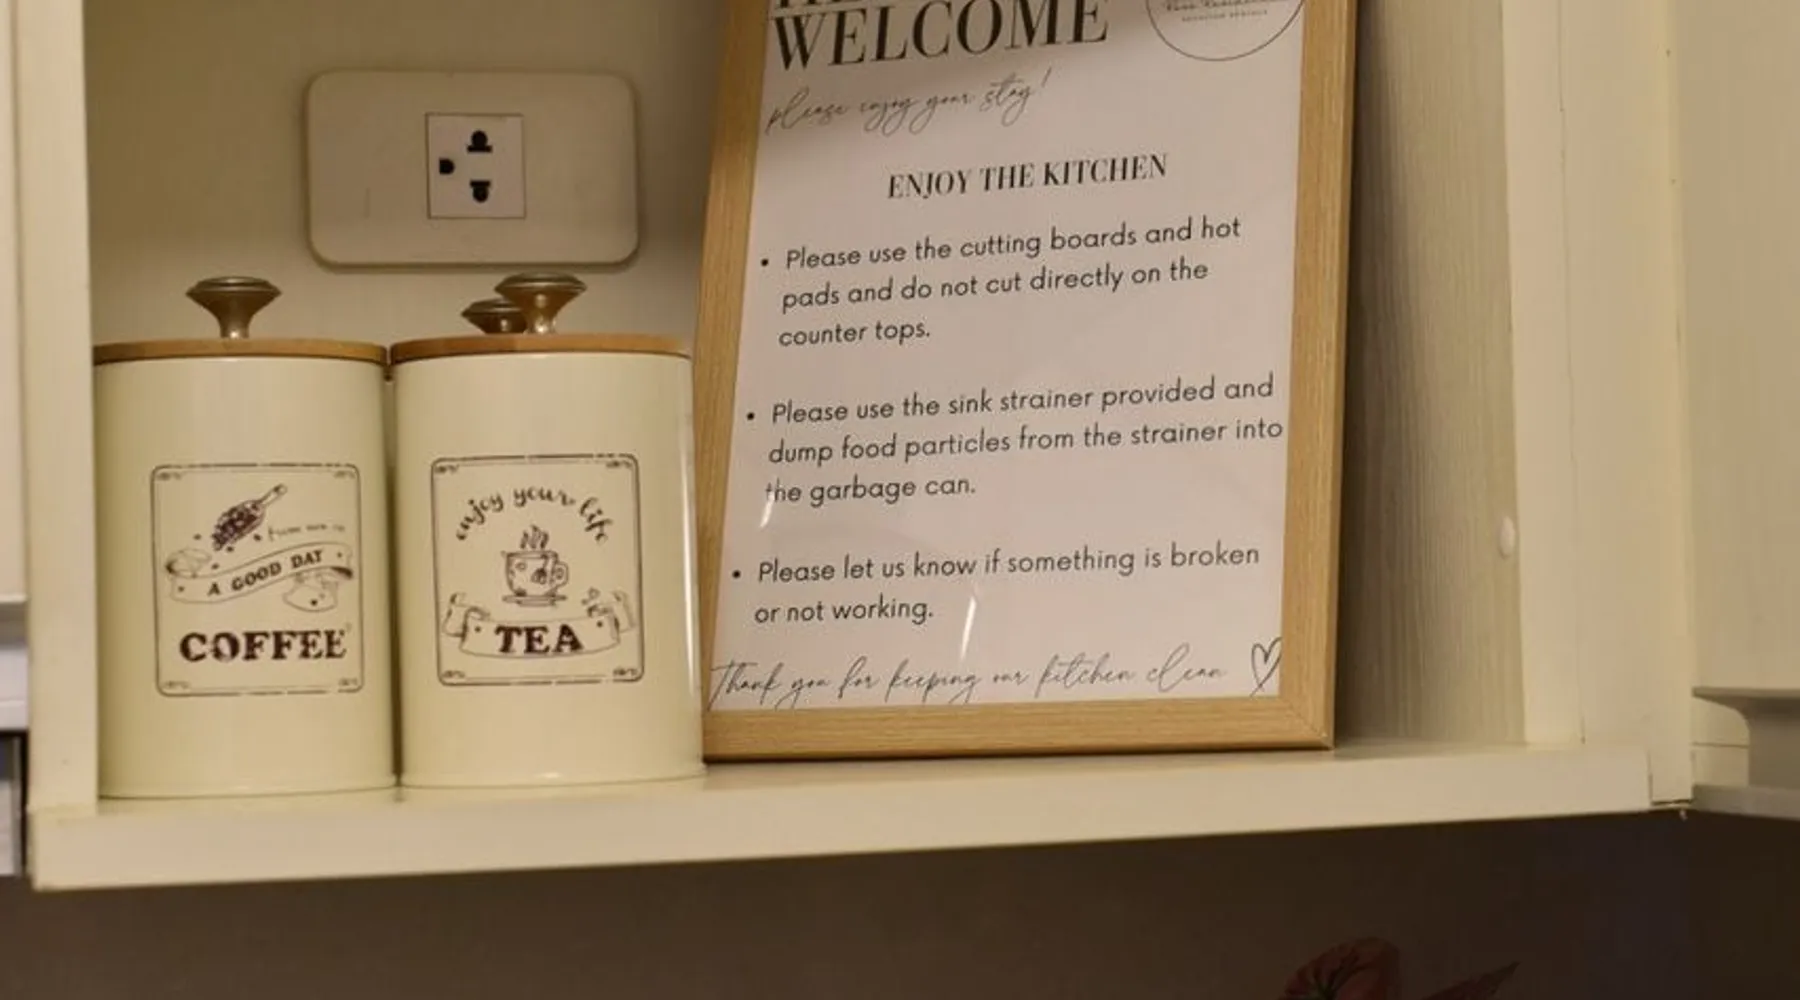 WELCOME
please enjoy your stay!
ENJOY THE KITCHEN
• Please use the cutting boards and hot
pads and do not cut directly on the
counter tops.
• Please use the sink strainer provided and
dump food particles from the strainer into
the garbage can.
• Please let us know if something is broken
or not working.
Thank you for keeping our kitchen clean
A GOOD DAY
COFFEE
enjoy your life
TEA